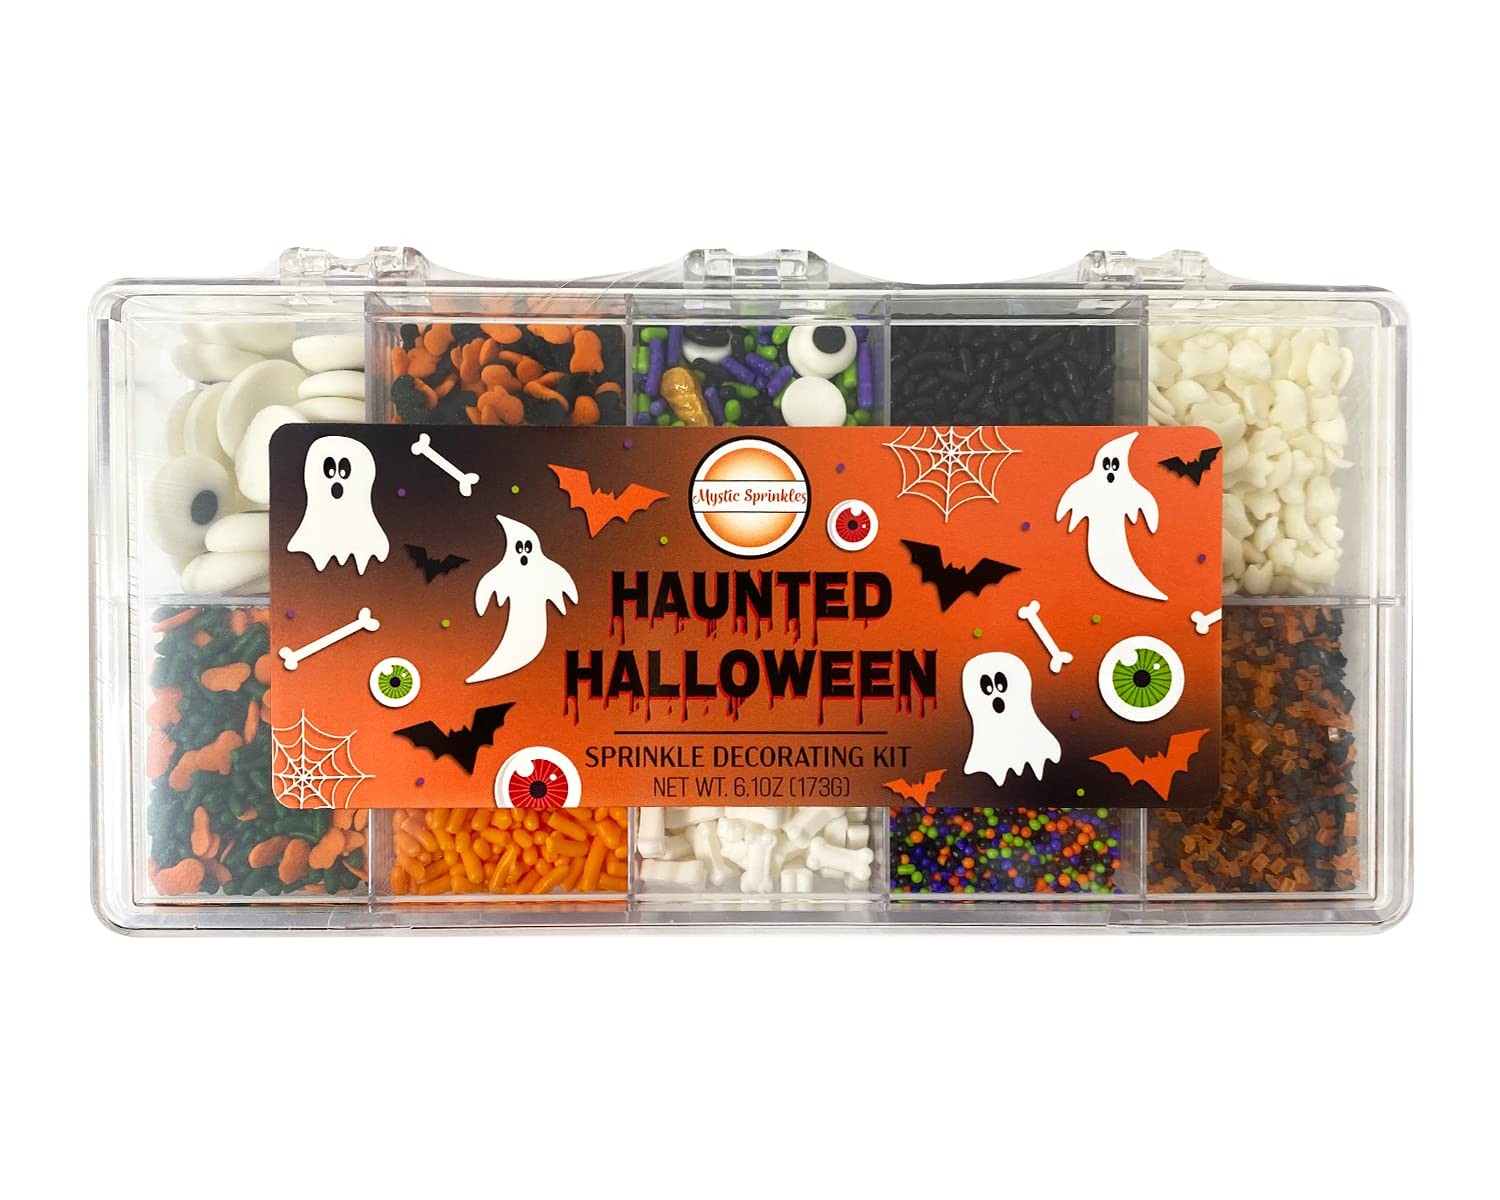 Mystic Sprinkles
HAUNTED
HALLOWEEN
SPRINKLE DECORATING KIT
NET WT. 6.1OZ (173G)